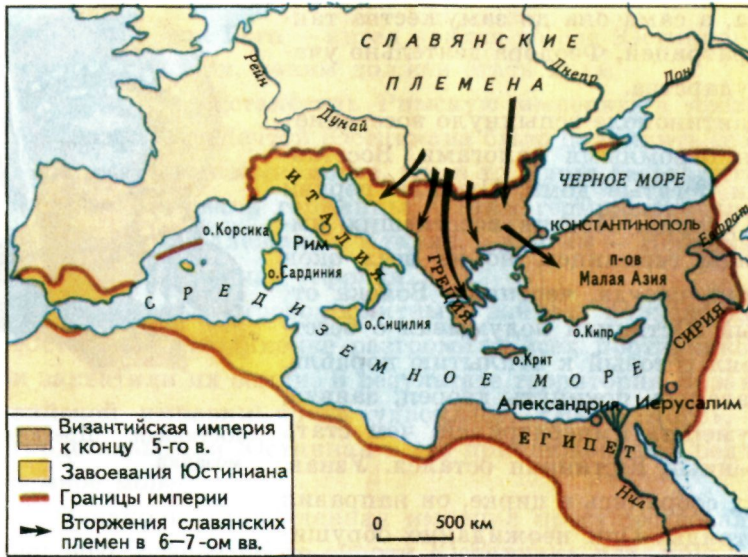 СЛАВЯНСКИЕ
ПЛЕМЕНА
Рейн
Дунай
Днепр
Дон
ЧЕРНОЕ МОРЕ
ИТАЛИЯ
о.Корсика
Рим
о.Сардиния
КОНСТАНТИНОПОЛЬ
Евфрат
п-ов
Малая Азия
ГРЕЦИЯ
СРЕДИЗЕМНОЕ МОРЕ
о.Сицилия
о.Кипр
о.Крит
СИРИЯ
Александрия
Иерусалим
ЕГИПЕТ
Нил
Византийская империя
к концу 5-го в.
Завоевания Юстиниана
Границы империи
Вторжения славянских
племен в 6—7-ом вв.
0 500 км